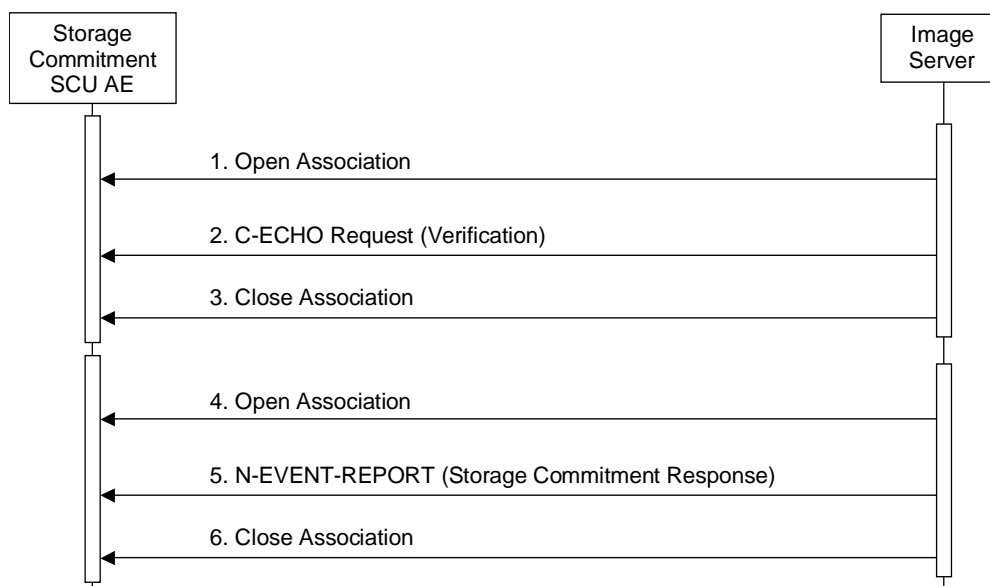 Storage
Commitment
SCU AE
Image
Server
1. Open Association
2. C-ECHO Request (Verification)
3. Close Association
4. Open Association
5. N-EVENT-REPORT (Storage Commitment Response)
6. Close Association